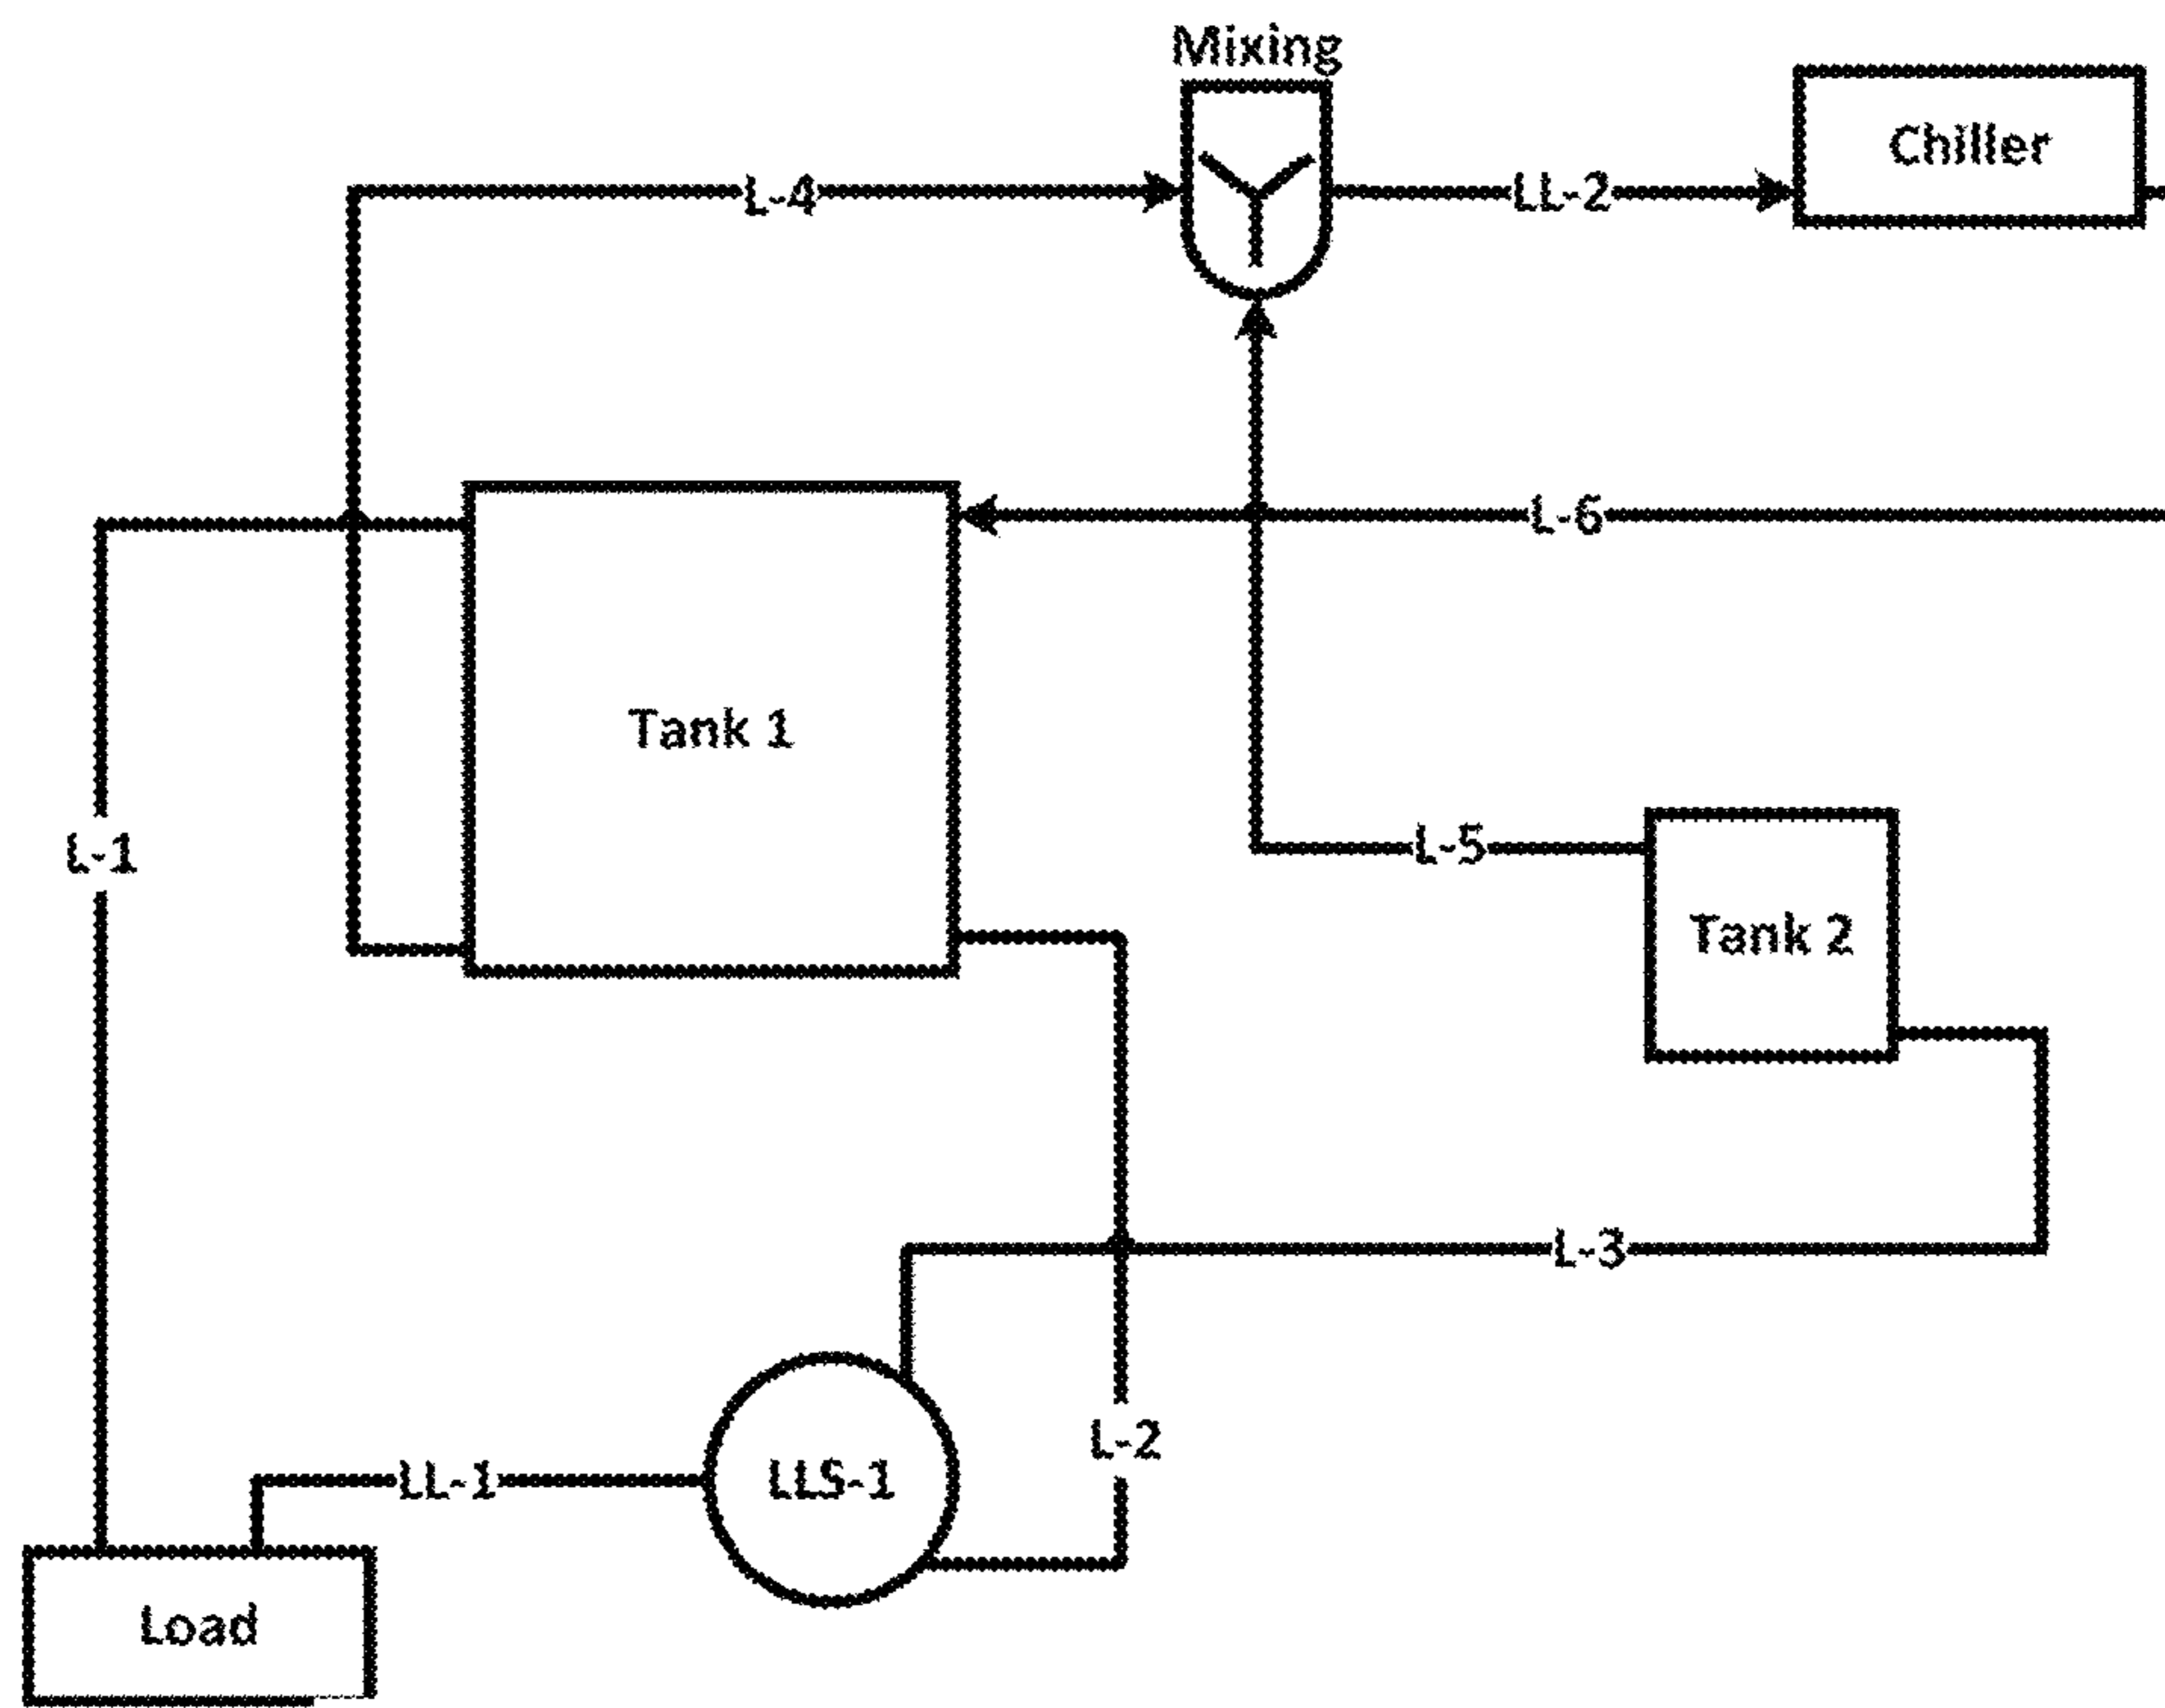 Mixing
Chiller
L-4
LL-2
L-6
Tank 1
L-1
L-5
Tank 2
L-3
L-2
LL-1
LLS-1
Load